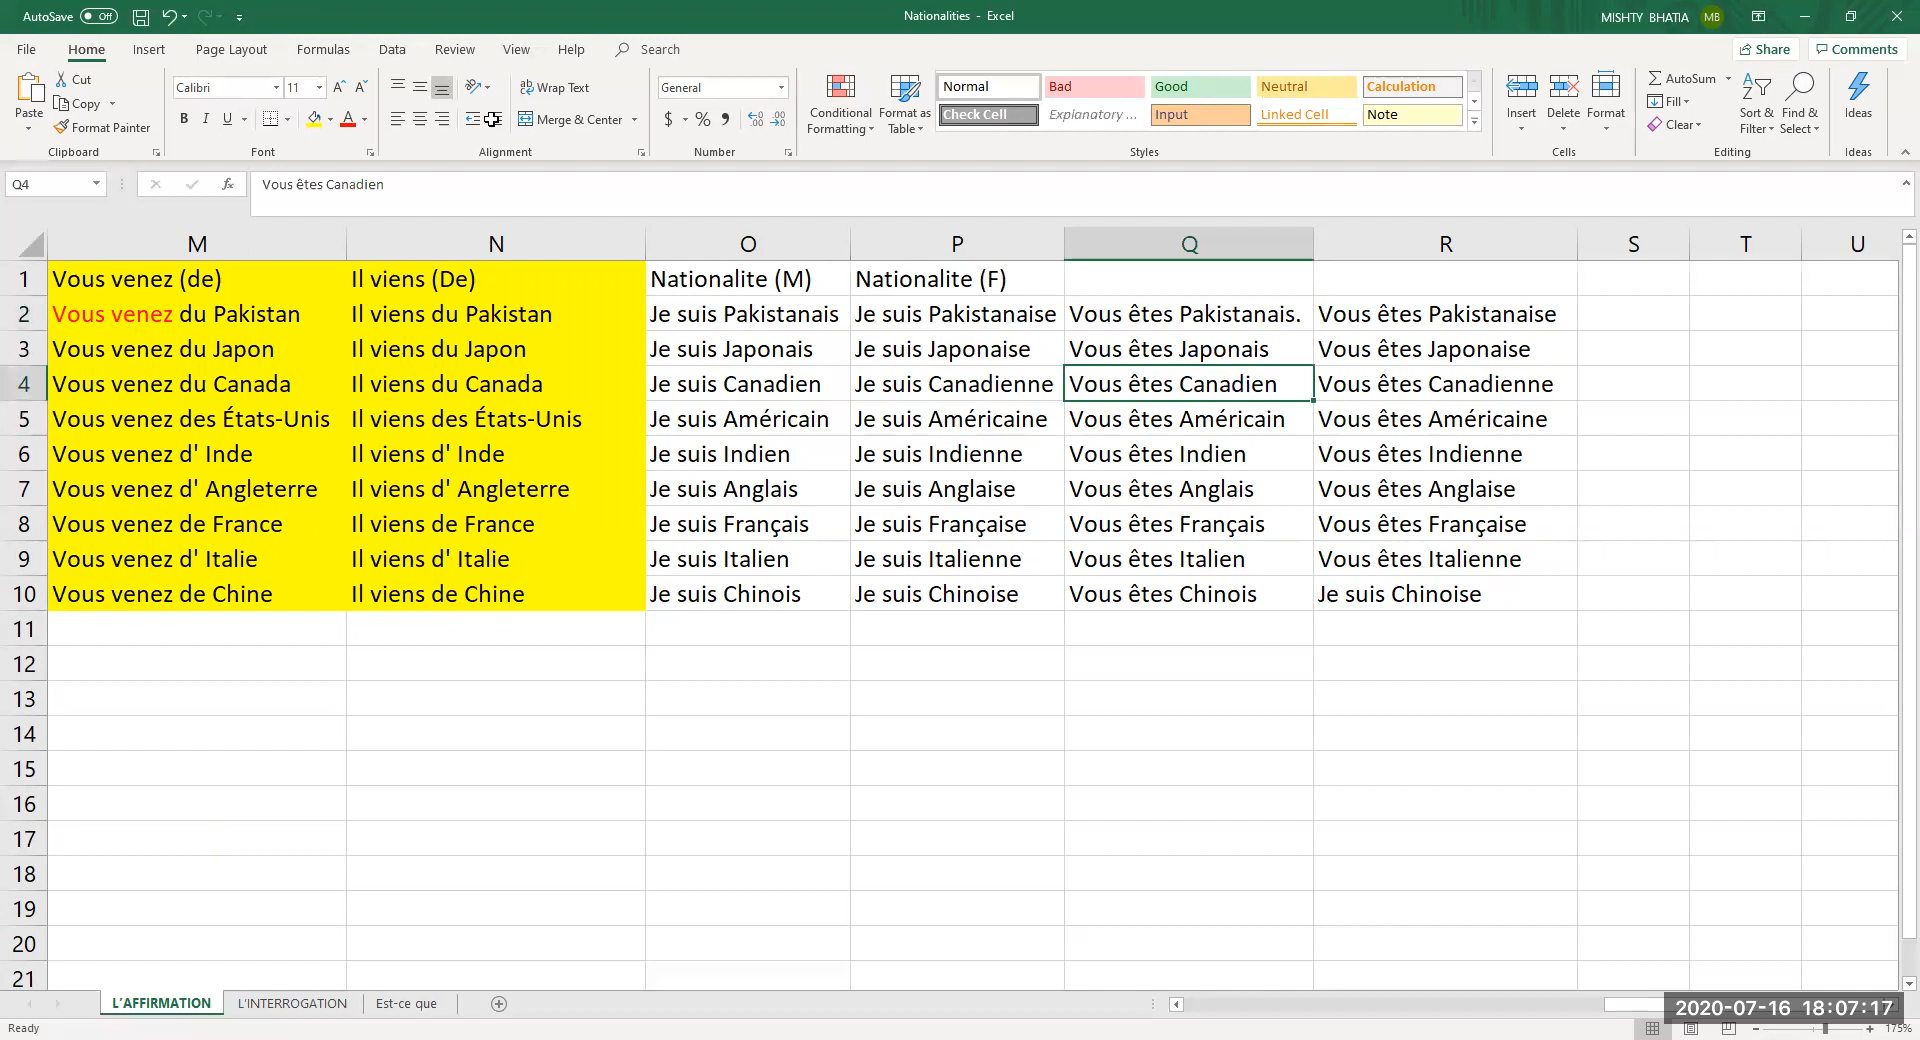 AutoSave Off
Nationalities - Excel
MISHTY BHATIA MB
File Home Insert Page Layout Formulas Data Review View Help Search
Share Comments
Paste Cut Copy Format Painter
Calibri 11 A^ A˅
B I U A
Wrap Text
Merge & Center
General
$ % ,
Conditional Formatting
Format as Table
Normal Bad Good Neutral Calculation
Check Cell Explanatory ... Input Linked Cell Note
Insert Delete Format
AutoSum
Fill
Clear
Sort & Filter
Find & Select
Ideas
Clipboard Font Alignment Number Styles Cells Editing Ideas
Q4 fx Vous êtes Canadien
M N O P Q R S T U
1 Vous venez (de) Il viens (De) Nationalite (M) Nationalite (F)
2 Vous venez du Pakistan Il viens du Pakistan Je suis Pakistanais Je suis Pakistanaise Vous êtes Pakistanais. Vous êtes Pakistanaise
3 Vous venez du Japon Il viens du Japon Je suis Japonais Je suis Japonaise Vous êtes Japonais Vous êtes Japonaise
4 Vous venez du Canada Il viens du Canada Je suis Canadien Je suis Canadienne Vous êtes Canadien Vous êtes Canadienne
5 Vous venez des États-Unis Il viens des États-Unis Je suis Américain Je suis Américaine Vous êtes Américain Vous êtes Américaine
6 Vous venez d' Inde Il viens d' Inde Je suis Indien Je suis Indienne Vous êtes Indien Vous êtes Indienne
7 Vous venez d' Angleterre Il viens d' Angleterre Je suis Anglais Je suis Anglaise Vous êtes Anglais Vous êtes Anglaise
8 Vous venez de France Il viens de France Je suis Français Je suis Française Vous êtes Français Vous êtes Française
9 Vous venez d' Italie Il viens d' Italie Je suis Italien Je suis Italienne Vous êtes Italien Vous êtes Italienne
10 Vous venez de Chine Il viens de Chine Je suis Chinois Je suis Chinoise Vous êtes Chinois Je suis Chinoise
11
12
13
14
15
16
17
18
19
20
21
L'AFFIRMATION L'INTERROGATION Est-ce que
2020-07-16 18:07:17
Ready
175%